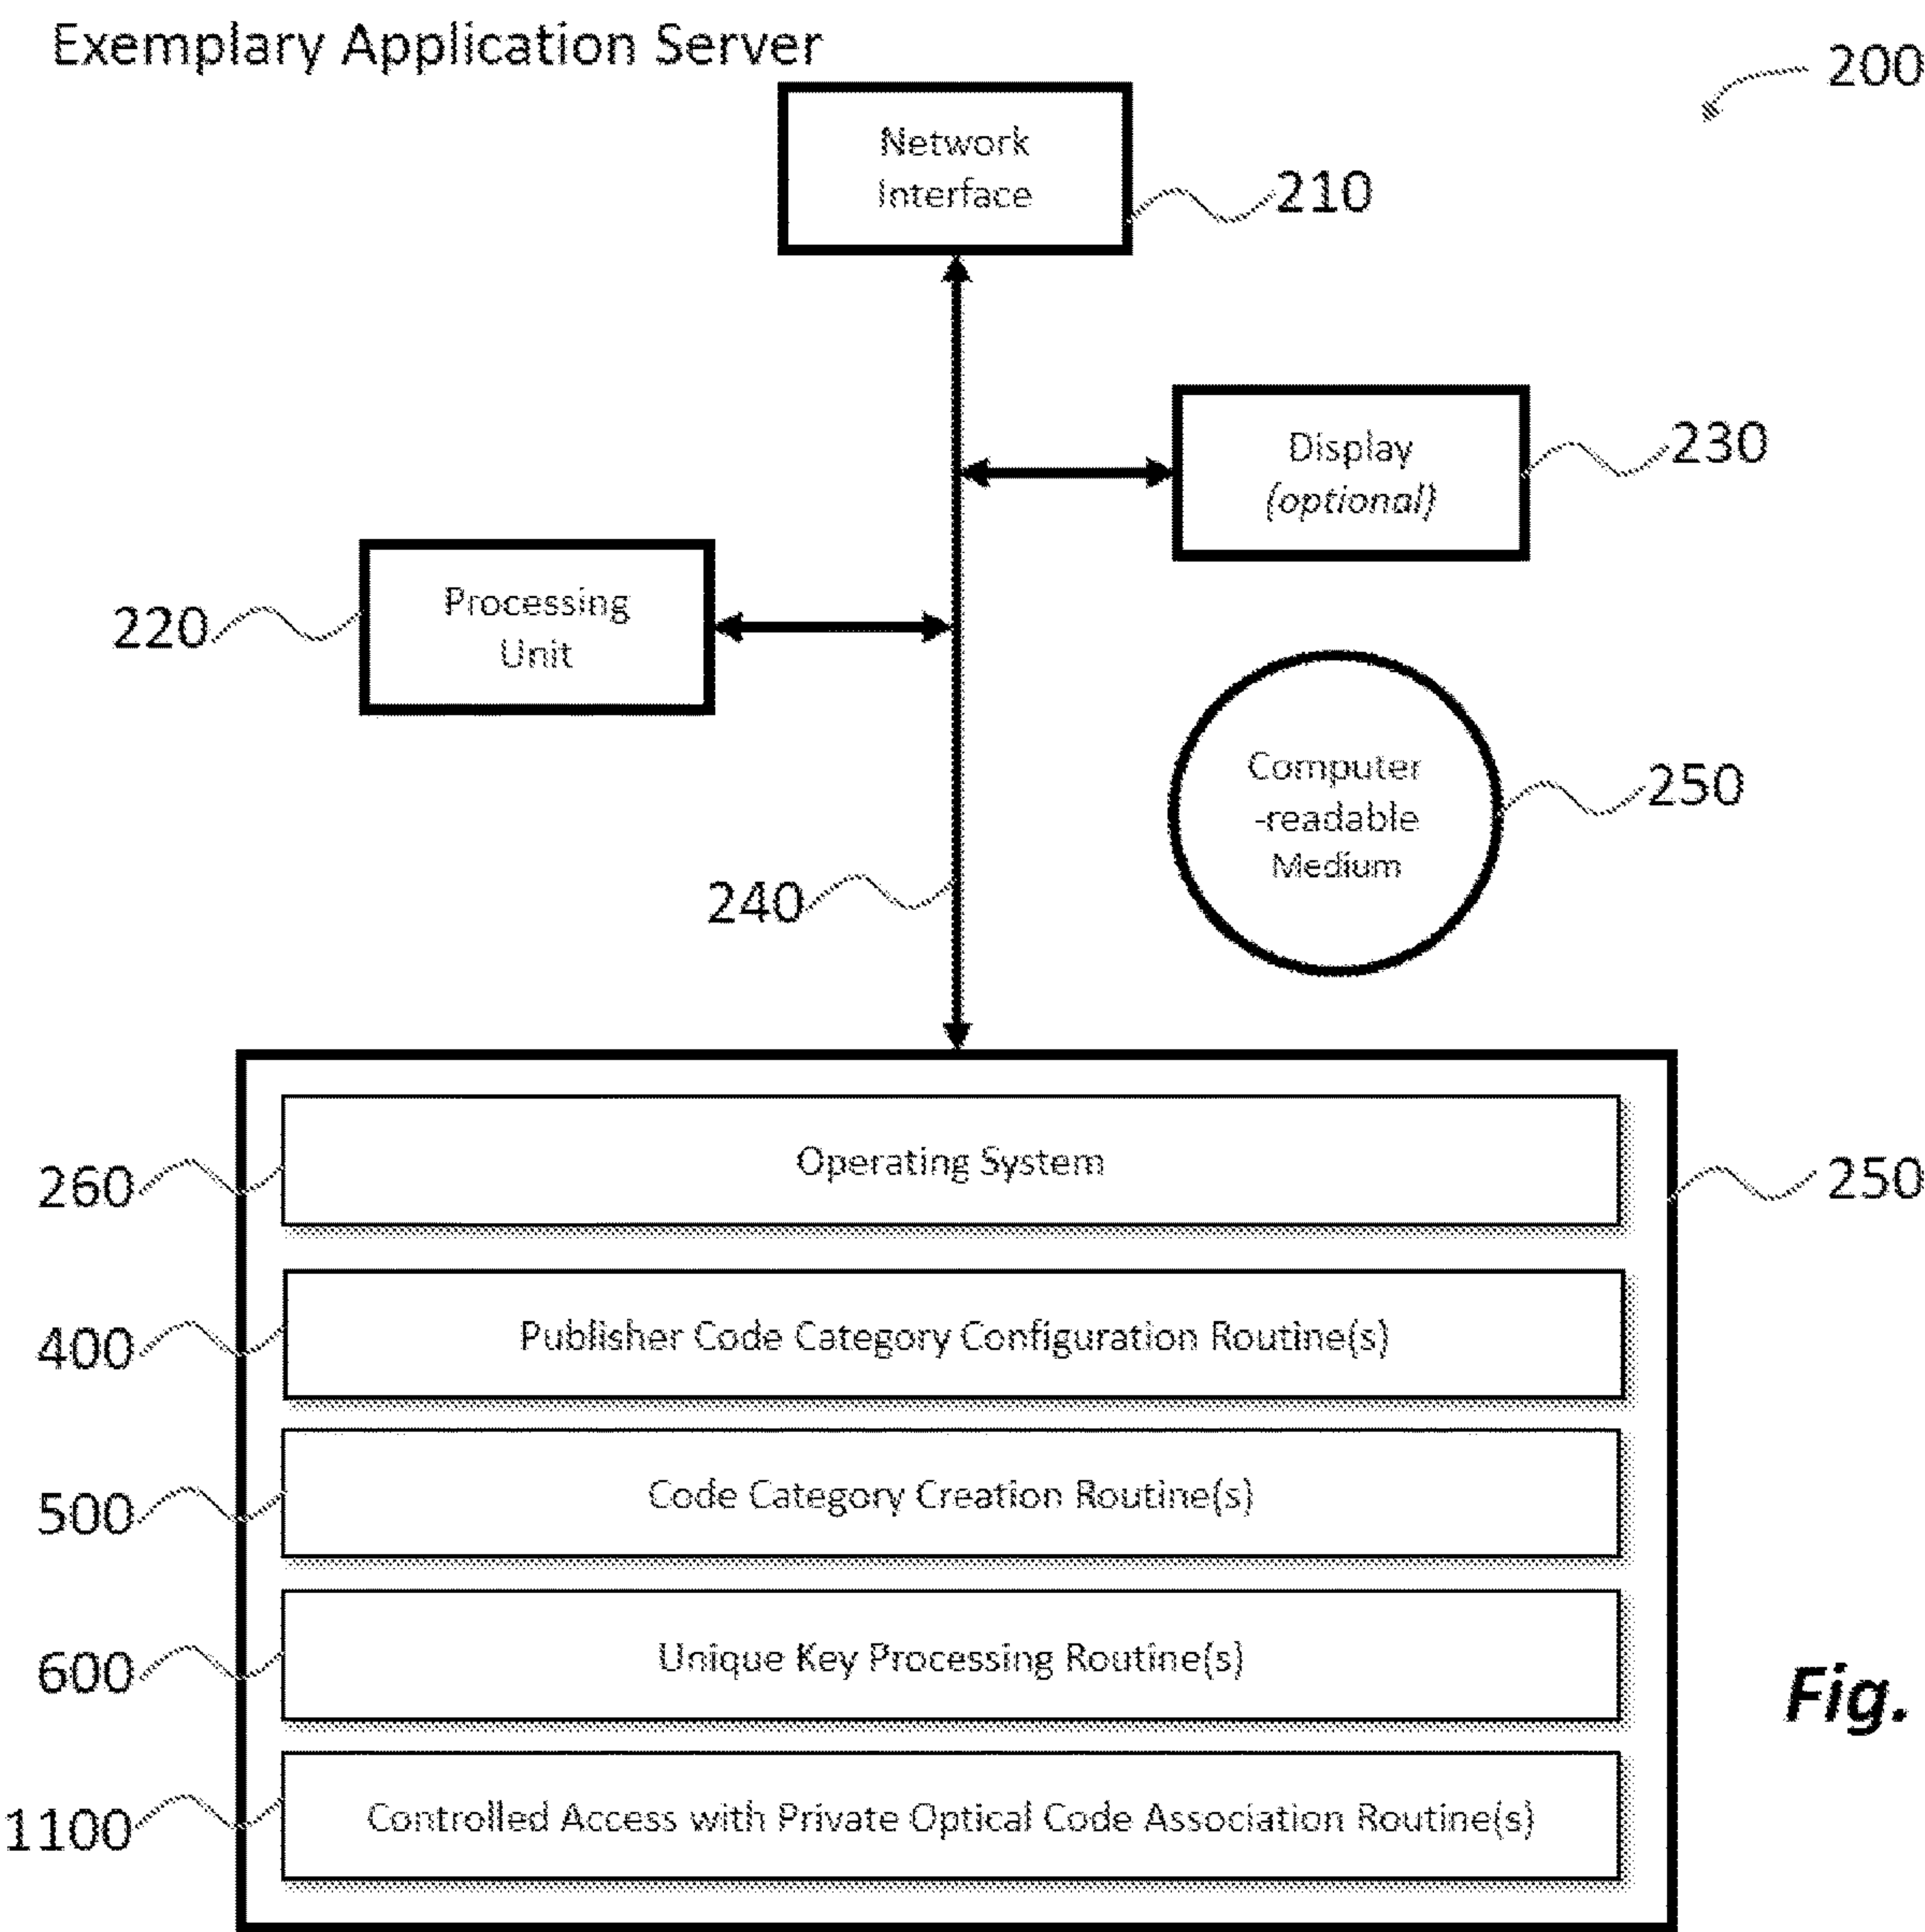 Exemplary Application Server
200
Network
Interface
210
Display
(optional)
230
Processing
Unit
220
Computer
-readable
Medium
250
240
Operating System
260
250
Publisher Code Category Configuration Routine(s)
400
Code Category Creation Routine(s)
500
Unique Key Processing Routine(s)
600
Fig.
Controlled Access with Private Optical Code Association Routine(s)
1100